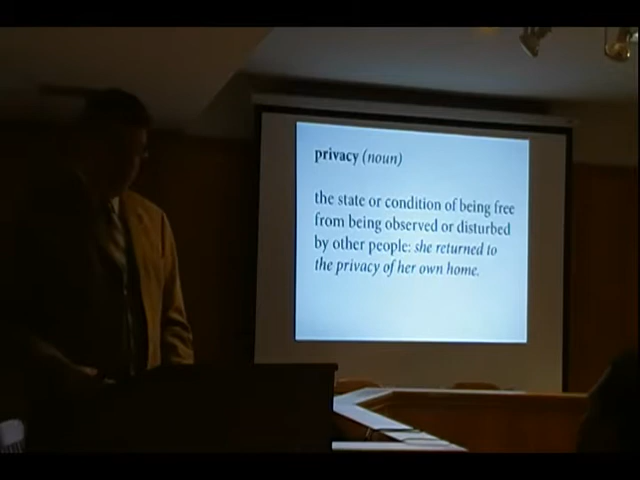 privacy (noun)
the state or condition of being free
from being observed or disturbed
by other people: she returned to
the privacy of her own home.